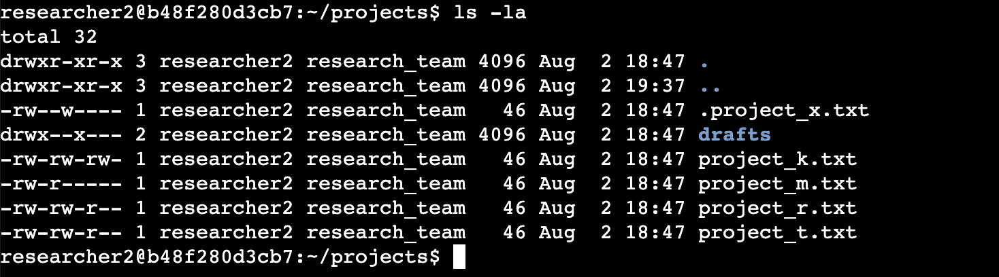 researcher2@b48f280d3cb7:~/projects$ ls -la
total 32
drwxr-xr-x 3 researcher2 research_team 4096 Aug  2 18:47 .
drwxr-xr-x 3 researcher2 research_team 4096 Aug  2 19:37 ..
-rw--w---- 1 researcher2 research_team   46 Aug  2 18:47 .project_x.txt
drwx--x--- 2 researcher2 research_team 4096 Aug  2 18:47 drafts
-rw-rw-rw- 1 researcher2 research_team   46 Aug  2 18:47 project_k.txt
-rw-r----- 1 researcher2 research_team   46 Aug  2 18:47 project_m.txt
-rw-rw-r-- 1 researcher2 research_team   46 Aug  2 18:47 project_r.txt
-rw-rw-r-- 1 researcher2 research_team   46 Aug  2 18:47 project_t.txt
researcher2@b48f280d3cb7:~/projects$